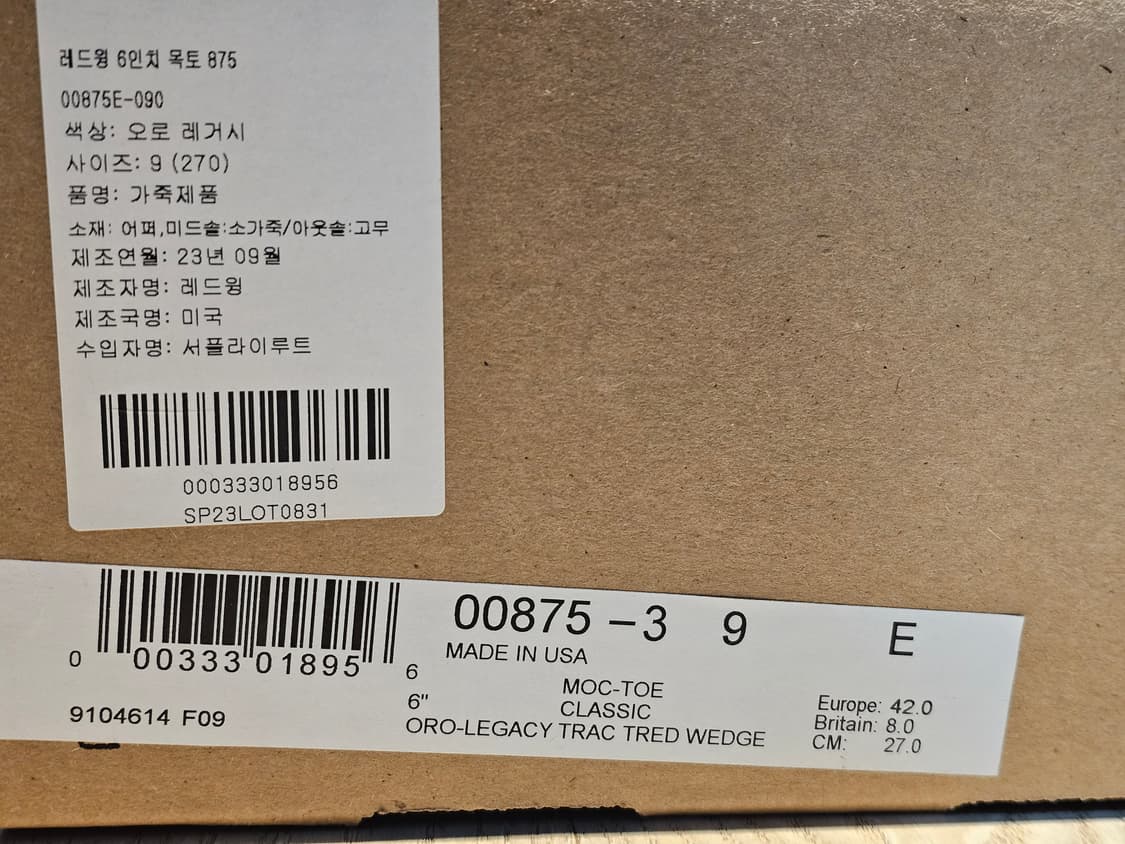 레드윙 6인치 목토 875
00875E-090
색상: 오로 레거시
사이즈: 9 (270)
품명: 가죽제품
소재: 어퍼,미드솔:소가죽/아웃솔:고무
제조연월: 23년 09월
제조자명: 레드윙
제조국명: 미국
수입자명: 서플라이루트
000333018956
SP23LOT0831
0 00333 01895 6
9104614 F09
00875 -3 9 E
MADE IN USA
MOC-TOE
6" CLASSIC
ORO-LEGACY TRAC TRED WEDGE
Europe: 42.0
Britain: 8.0
CM: 27.0